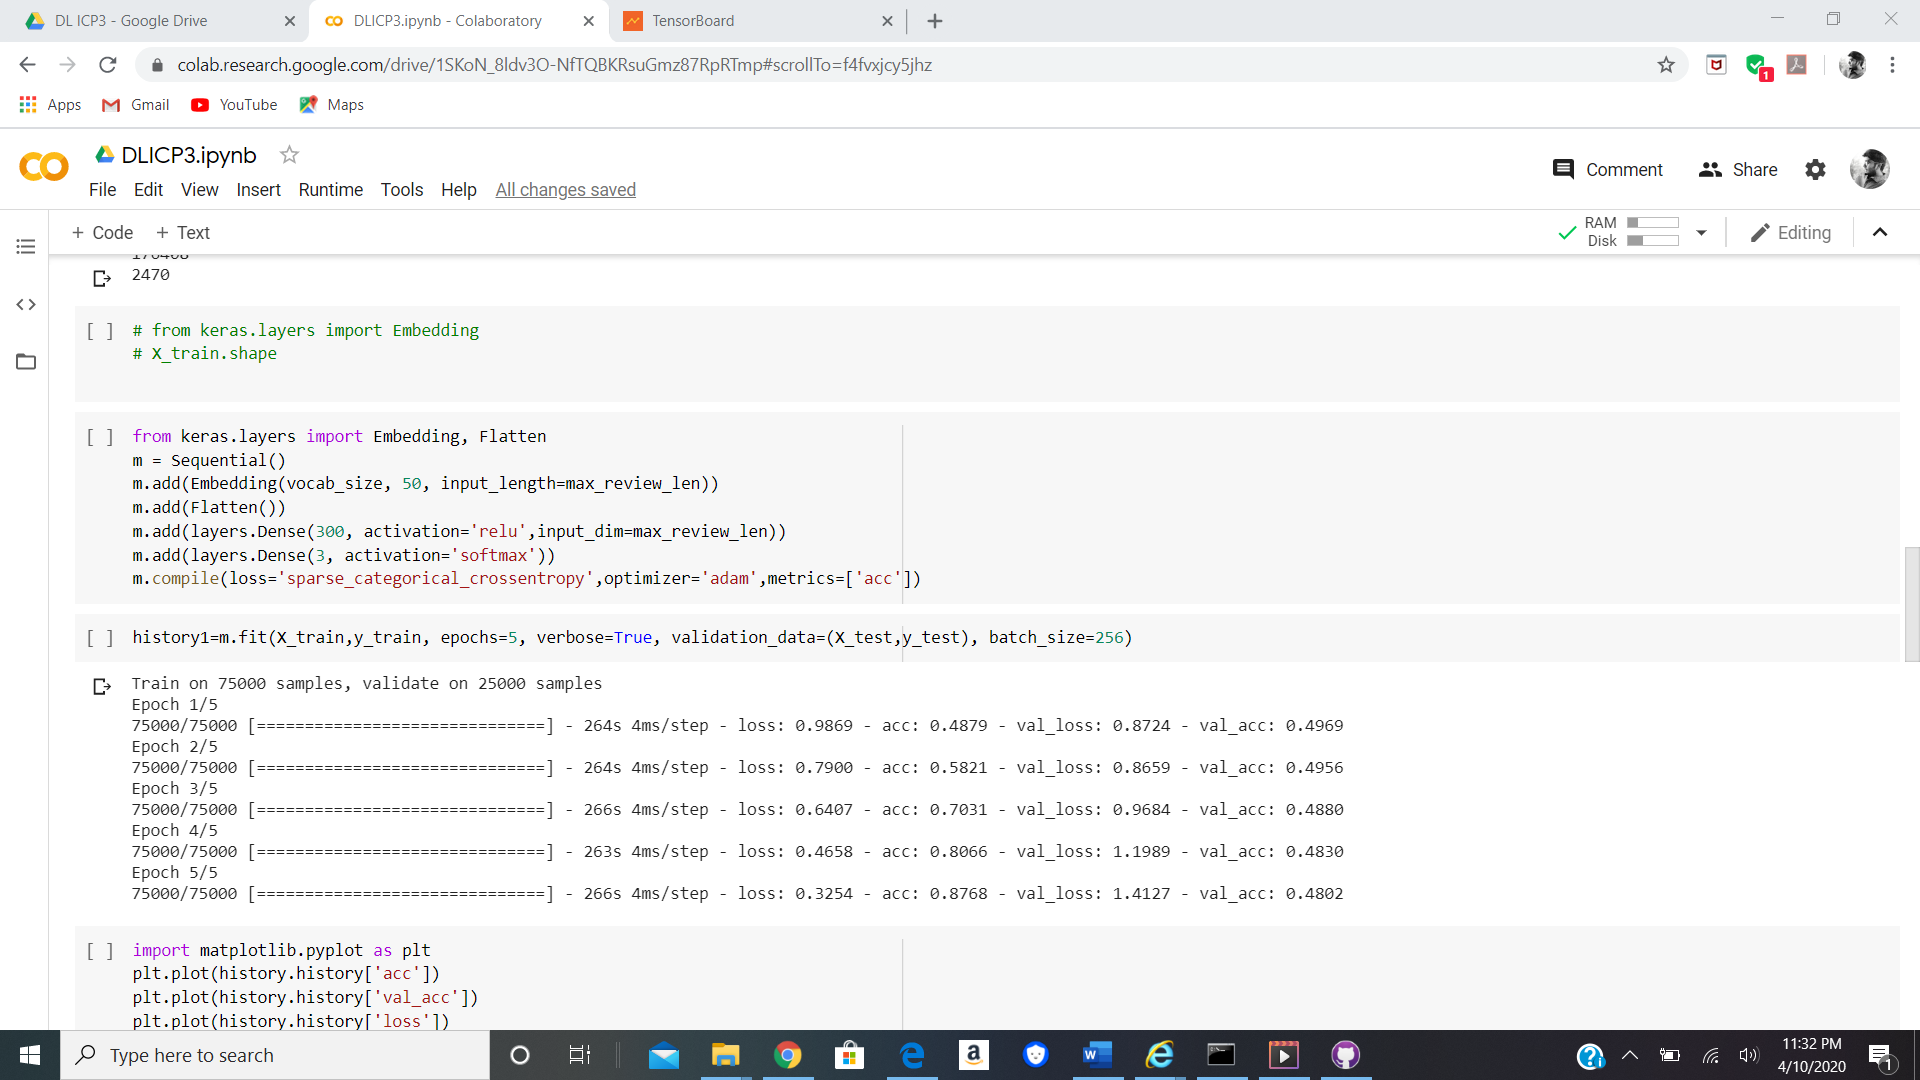 DL ICP3 - Google Drive
DLICP3.ipynb - Colaboratory
TensorBoard
colab.research.google.com/drive/1SKoN_8ldv3O-NfTQBKRsuGmz87RpRTmp#scrollTo=f4fvxjcy5jhz
1
Apps
Gmail
YouTube
Maps
DLICP3.ipynb
Comment
Share
File Edit View Insert Runtime Tools Help All changes saved
+ Code + Text
RAM
Disk
Editing
176468
2470
[ ] # from keras.layers import Embedding
# X_train.shape
[ ] from keras.layers import Embedding, Flatten
m = Sequential()
m.add(Embedding(vocab_size, 50, input_length=max_review_len))
m.add(Flatten())
m.add(layers.Dense(300, activation='relu',input_dim=max_review_len))
m.add(layers.Dense(3, activation='softmax'))
m.compile(loss='sparse_categorical_crossentropy',optimizer='adam',metrics=['acc'])
[ ] history1=m.fit(X_train,y_train, epochs=5, verbose=True, validation_data=(X_test,y_test), batch_size=256)
Train on 75000 samples, validate on 25000 samples
Epoch 1/5
75000/75000 [==============================] - 264s 4ms/step - loss: 0.9869 - acc: 0.4879 - val_loss: 0.8724 - val_acc: 0.4969
Epoch 2/5
75000/75000 [==============================] - 264s 4ms/step - loss: 0.7900 - acc: 0.5821 - val_loss: 0.8659 - val_acc: 0.4956
Epoch 3/5
75000/75000 [==============================] - 266s 4ms/step - loss: 0.6407 - acc: 0.7031 - val_loss: 0.9684 - val_acc: 0.4880
Epoch 4/5
75000/75000 [==============================] - 263s 4ms/step - loss: 0.4658 - acc: 0.8066 - val_loss: 1.1989 - val_acc: 0.4830
Epoch 5/5
75000/75000 [==============================] - 266s 4ms/step - loss: 0.3254 - acc: 0.8768 - val_loss: 1.4127 - val_acc: 0.4802
[ ] import matplotlib.pyplot as plt
plt.plot(history.history['acc'])
plt.plot(history.history['val_acc'])
plt.plot(history.history['loss'])
Type here to search
11:32 PM
4/10/2020
1